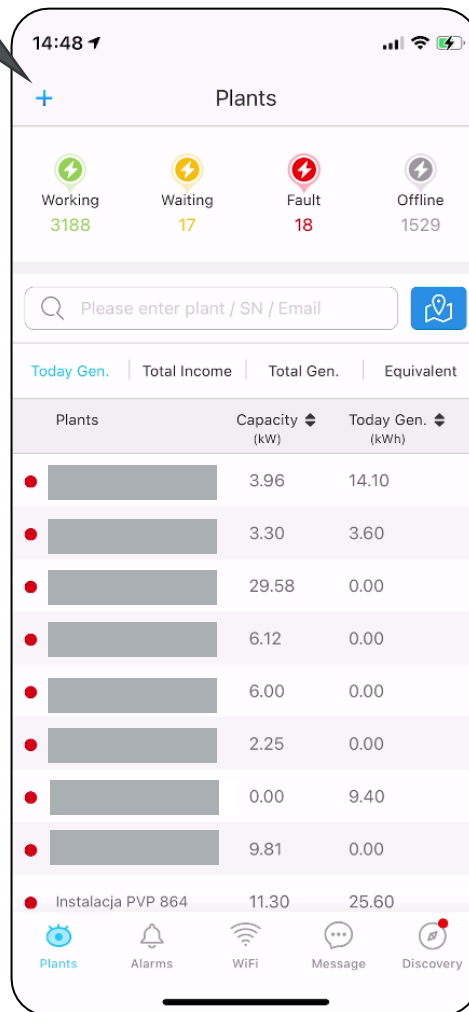 14:48
Plants
Working Waiting Fault Offline
3188 17 18 1529
Please enter plant / SN / Email
Today Gen. Total Income Total Gen. Equivalent
Plants Capacity Today Gen.
(kW) (kWh)
3.96 14.10
3.30 3.60
29.58 0.00
6.12 0.00
6.00 0.00
2.25 0.00
0.00 9.40
9.81 0.00
Instalacja PVP 864 11.30 25.60
Plants Alarms WiFi Message Discovery